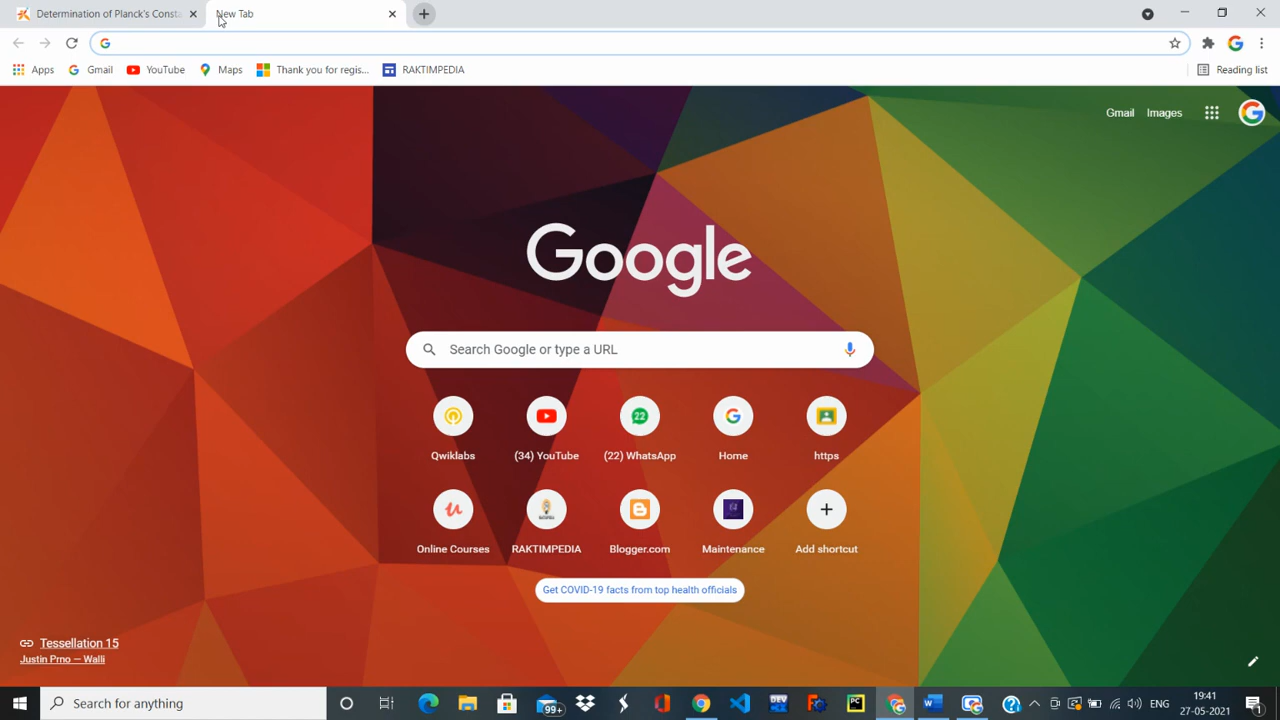 Determination of Planck's Consta
New Tab
Apps
Gmail
YouTube
Maps
Thank you for regis...
RAKTIMPEDIA
Reading list
Gmail
Images
Google
Search Google or type a URL
Qwiklabs
(34) YouTube
22
(22) WhatsApp
Home
https
Online Courses
RAKTIMPEDIA
Blogger.com
Maintenance
Add shortcut
Get COVID-19 facts from top health officials
Tessellation 15
Justin Prno — Walli
Search for anything
99+
DEV
PC
ENG
19:41
27-05-2021